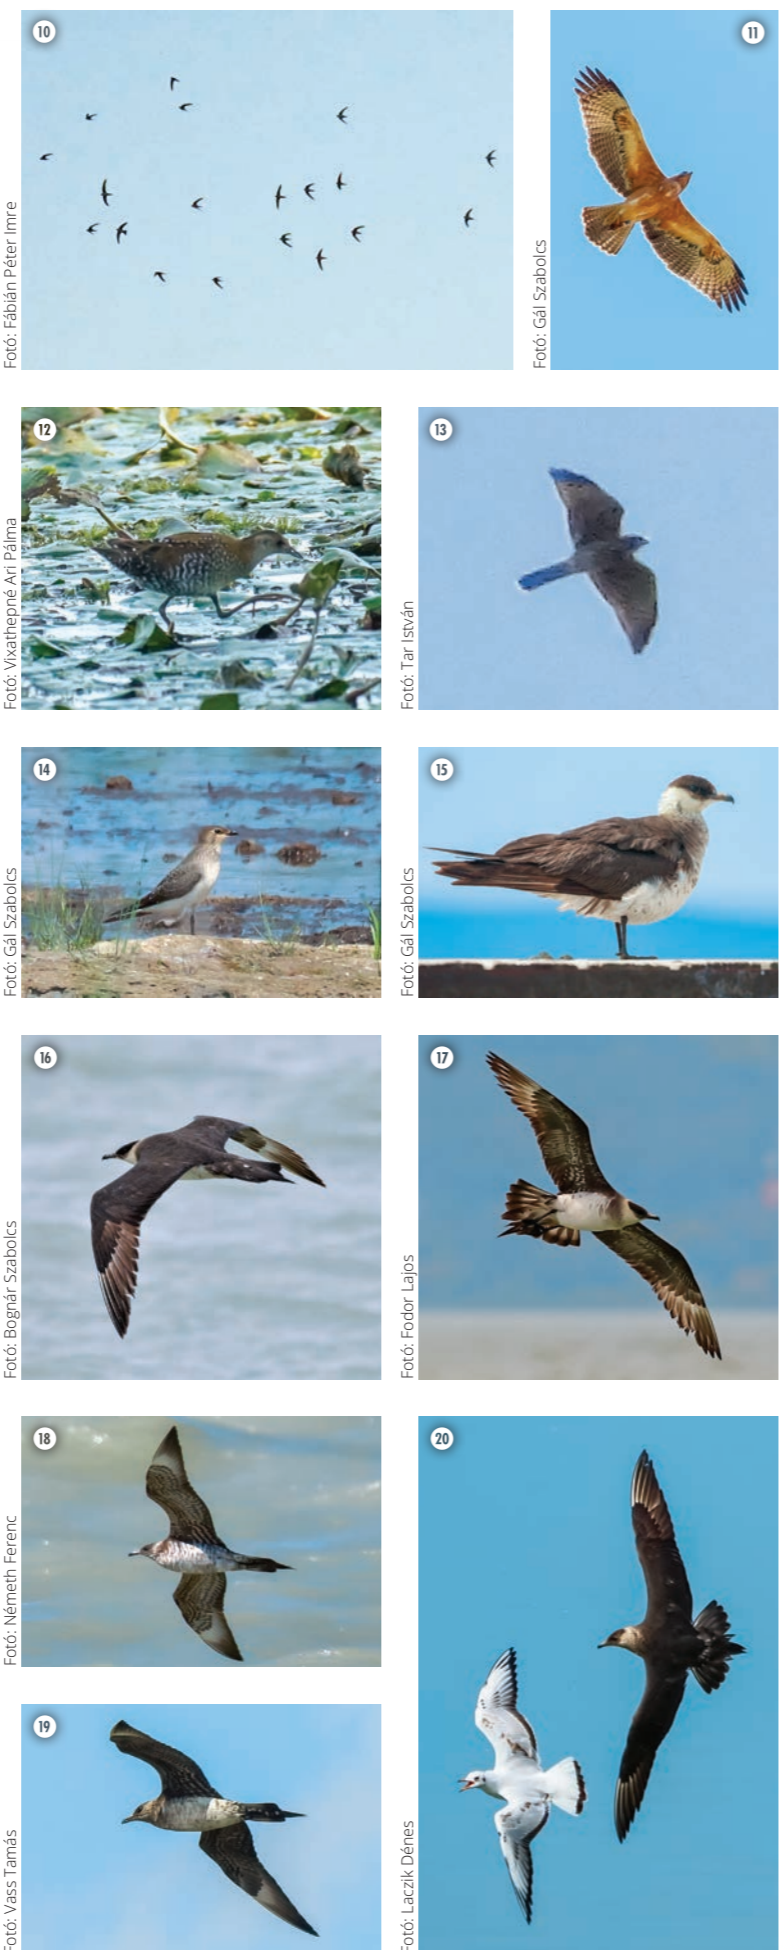 10
Fotó: Fábián Péter Imre
11
Fotó: Gál Szabolcs
12
Fotó: Vixathepné Ari Pálma
13
Fotó: Tar István
14
Fotó: Gál Szabolcs
15
Fotó: Gál Szabolcs
16
Fotó: Bognár Szabolcs
17
Fotó: Fodor Lajos
18
Fotó: Németh Ferenc
19
Fotó: Vass Tamás
20
Fotó: Laczik Dénes